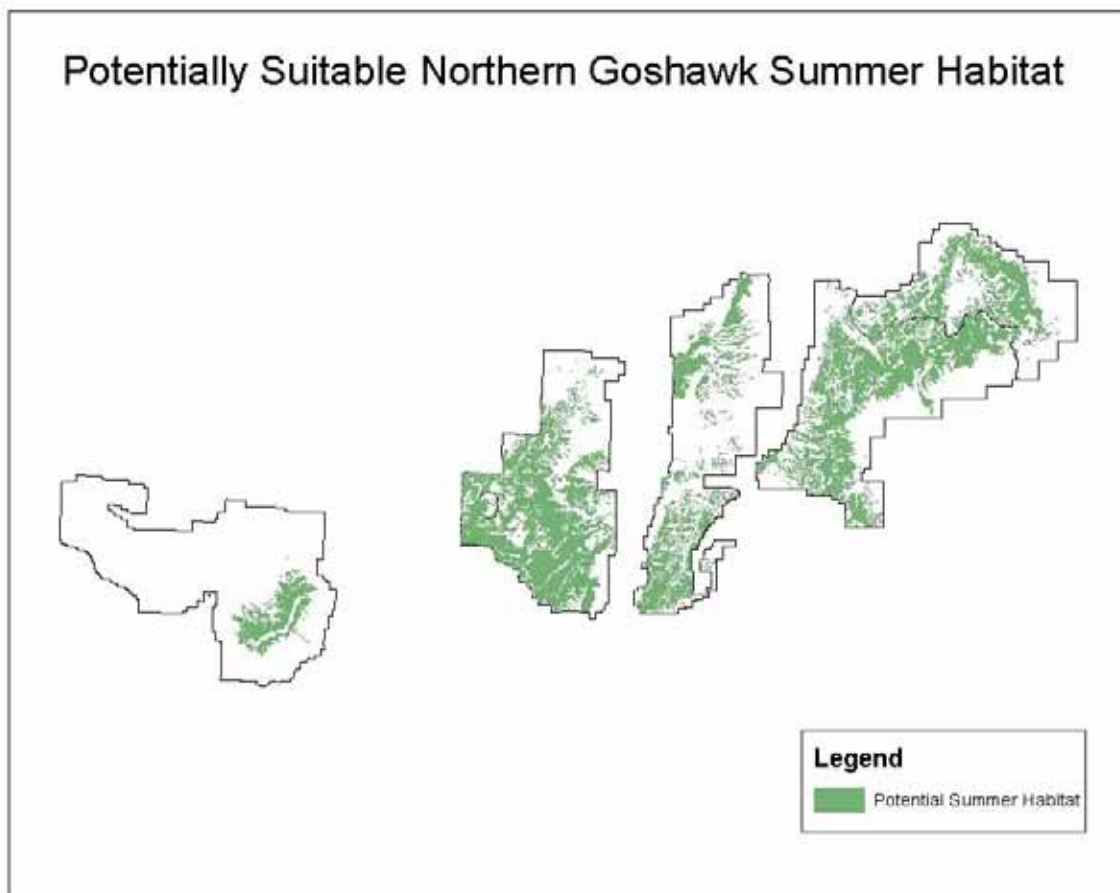 Potentially Suitable Northern Goshawk Summer Habitat
Legend
Potential Summer Habitat